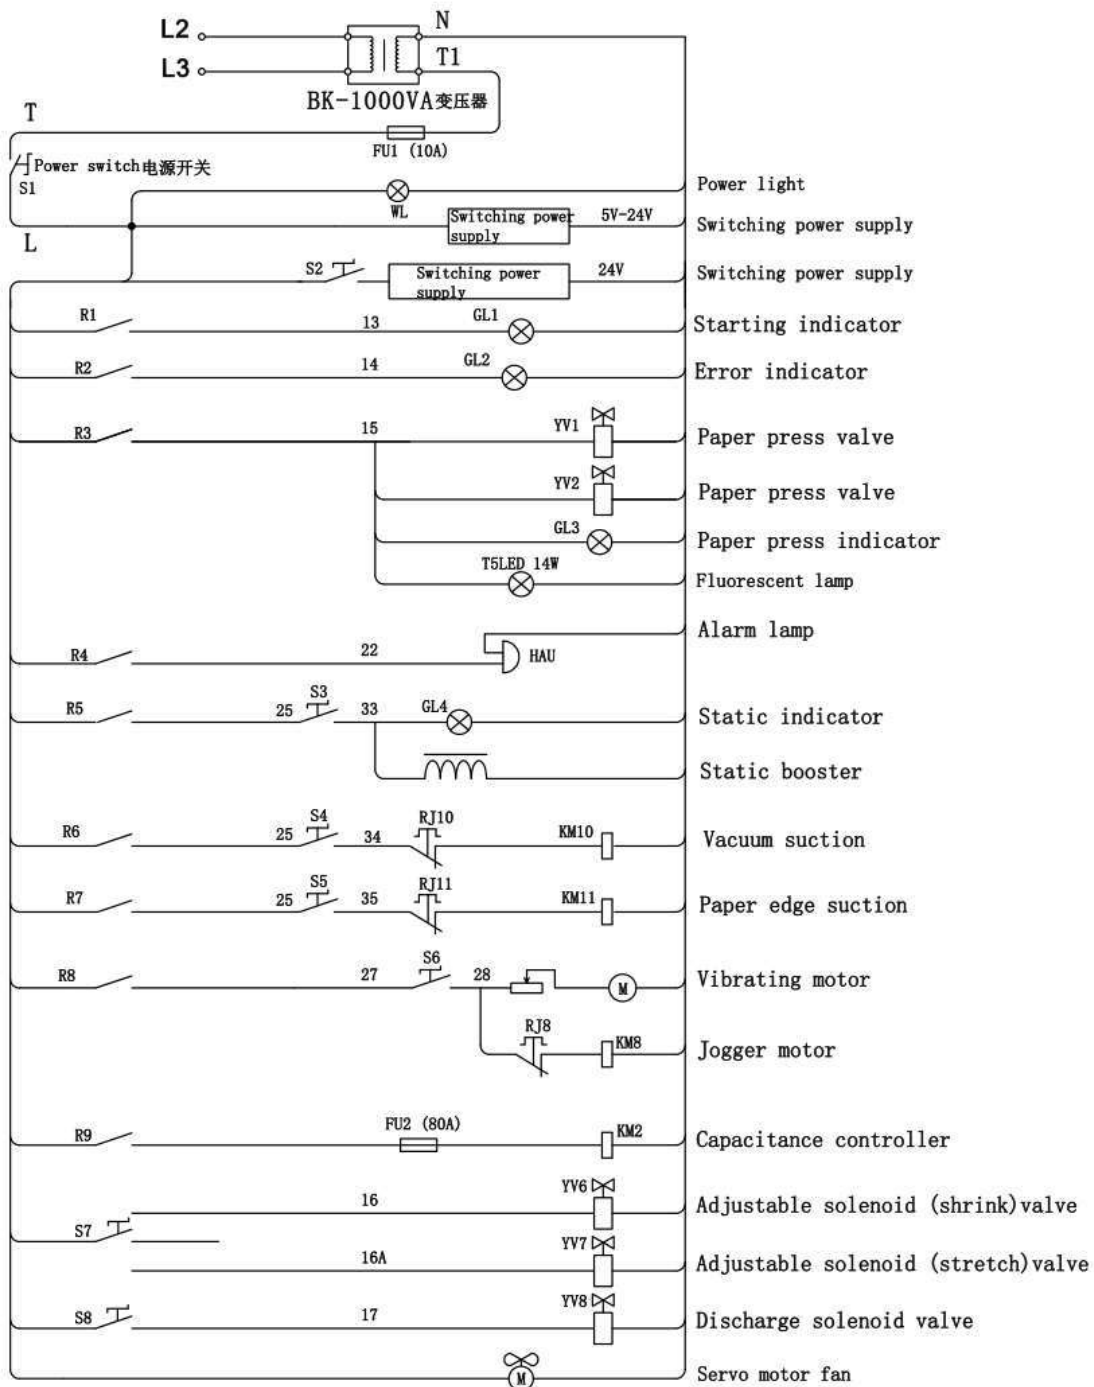 L2
N
L3
T1
BK-1000VA变压器
T
FU1 (10A)
Power switch电源开关
S1
WL
Power light
L
Switching power supply
5V-24V
Switching power supply
S2
Switching power supply
24V
Switching power supply
R1
13
GL1
Starting indicator
R2
14
GL2
Error indicator
R3
15
YV1
Paper press valve
YV2
Paper press valve
GL3
Paper press indicator
T5LED 14W
Fluorescent lamp
Alarm lamp
R4
22
HAU
R5
25
S3
33
GL4
Static indicator
Static booster
R6
25
S4
34
RJ10
KM10
Vacuum suction
R7
25
S5
35
RJ11
KM11
Paper edge suction
R8
27
S6
28
M
Vibrating motor
RJ8
KM8
Jogger motor
R9
FU2 (80A)
KM2
Capacitance controller
16
YV6
Adjustable solenoid (shrink)valve
S7
16A
YV7
Adjustable solenoid (stretch)valve
S8
17
YV8
Discharge solenoid valve
M
Servo motor fan